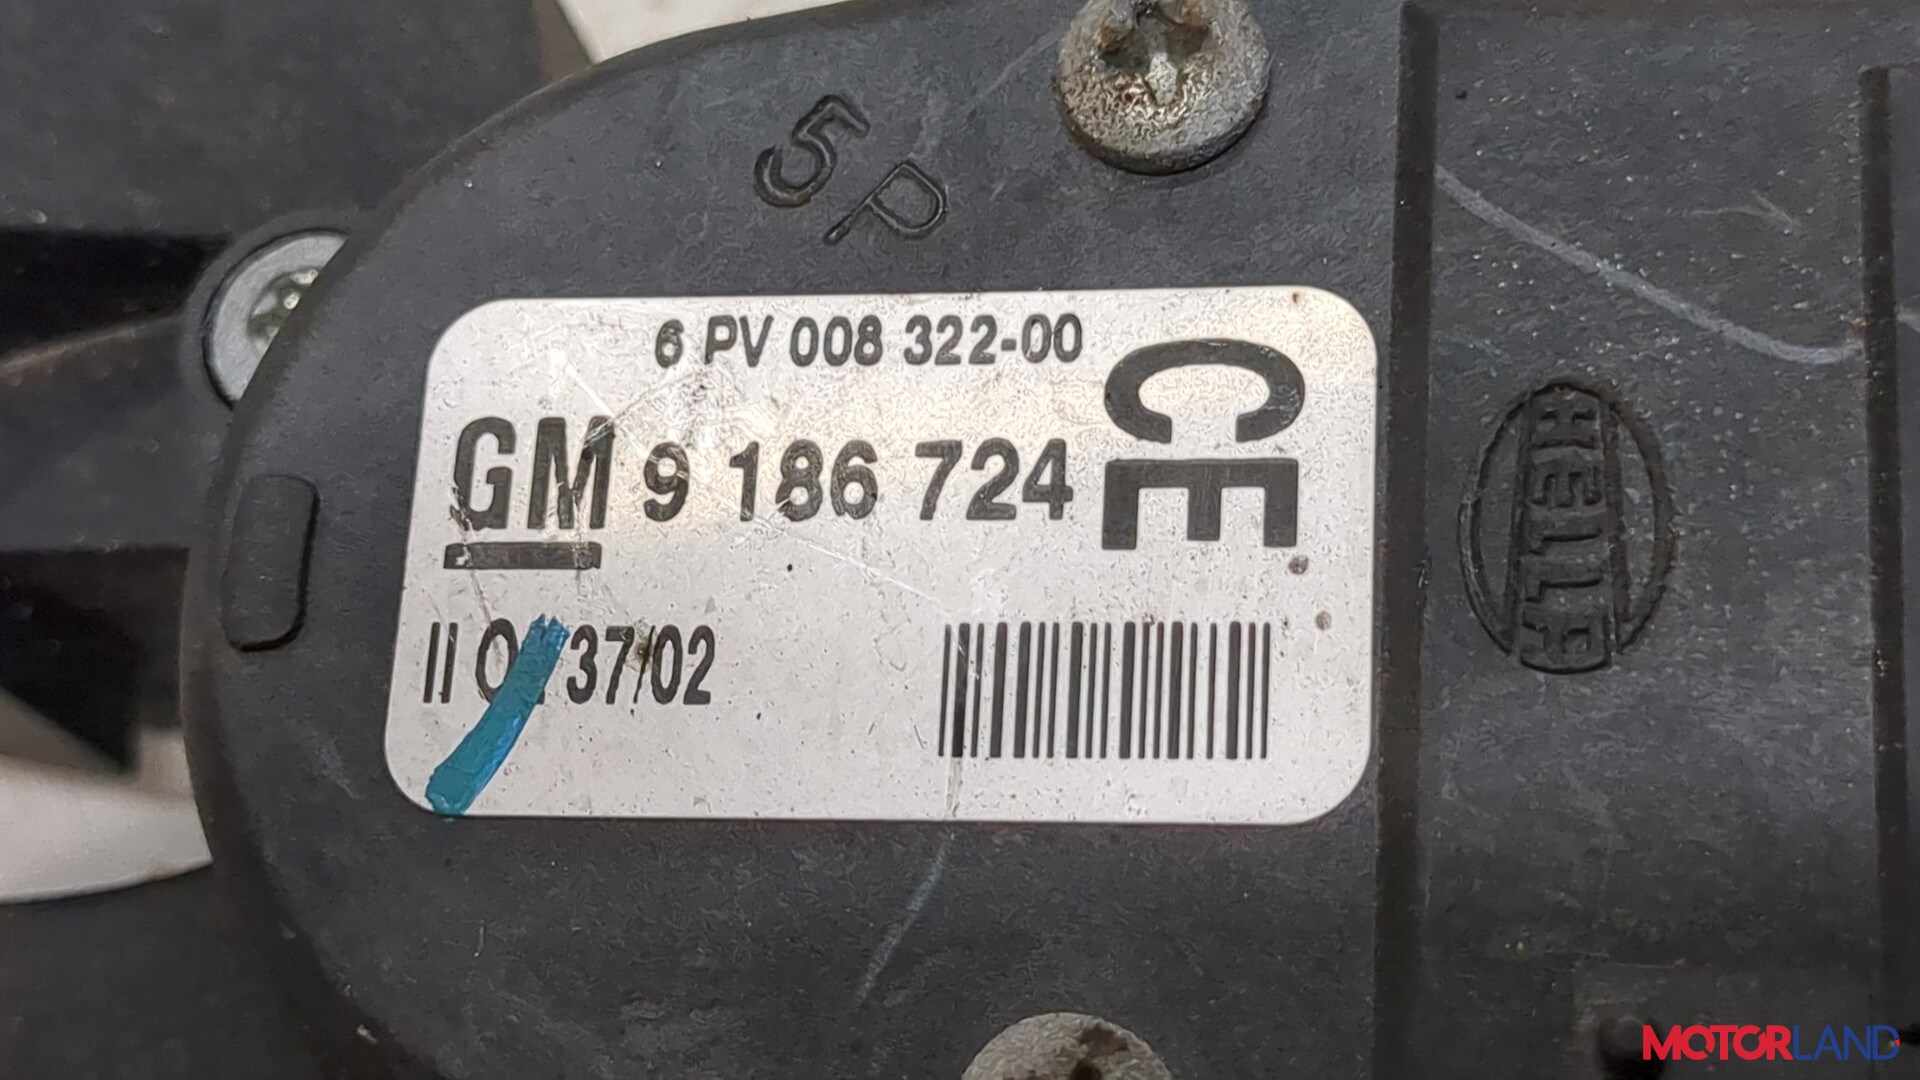 5P
6 PV 008 322-00
GM 9 186 724
CE
37/02
HELLA
MOTORLAND